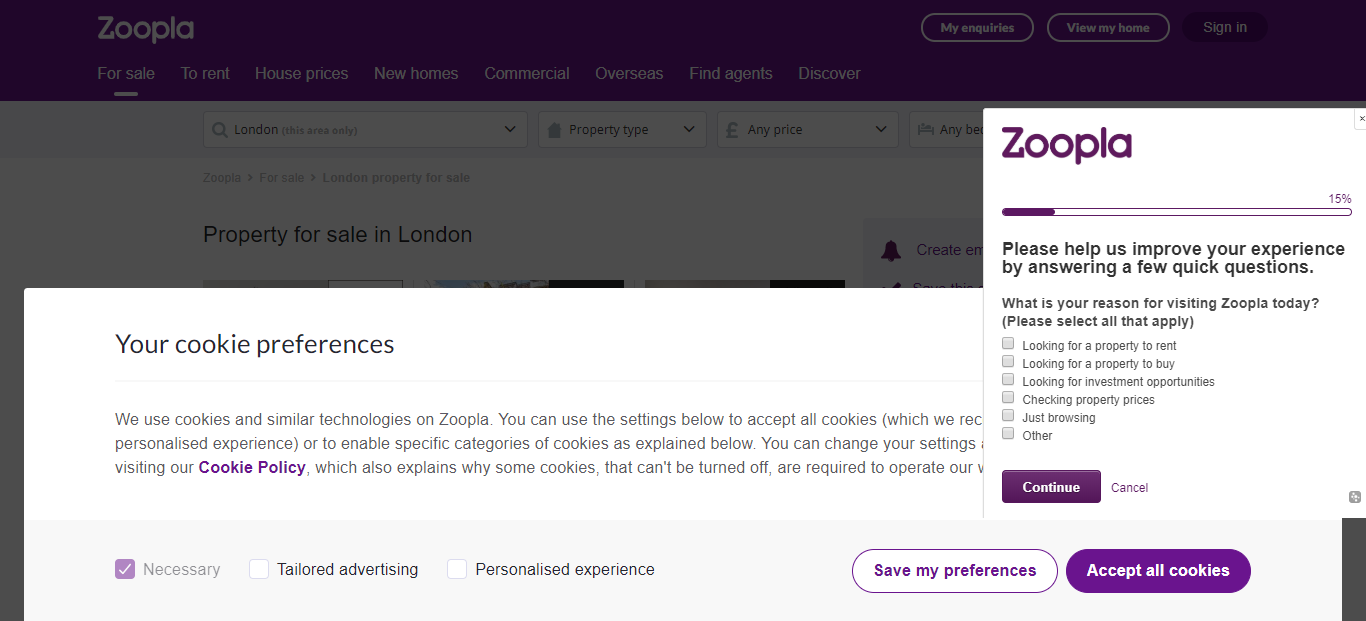 Zoopla
My enquiries
View my home
Sign in
For sale
To rent
House prices
New homes
Commercial
Overseas
Find agents
Discover
London (this area only)
Property type
£ Any price
Any
Zoopla > For sale > London property for sale
Property for sale in London
Create
Save this
Your cookie preferences
We use cookies and similar technologies on Zoopla. You can use the settings below to accept all cookies (which we
personalised experience) or to enable specific categories of cookies as explained below. You can change your settings
visiting our Cookie Policy, which also explains why some cookies, that can't be turned off, are required to operate our
Necessary
Tailored advertising
Personalised experience
Save my preferences
Accept all cookies
Zoopla
15%
Please help us improve your experience
by answering a few quick questions.
What is your reason for visiting Zoopla today?
(Please select all that apply)
Looking for a property to rent
Looking for a property to buy
Looking for investment opportunities
Checking property prices
Just browsing
Other
Continue
Cancel